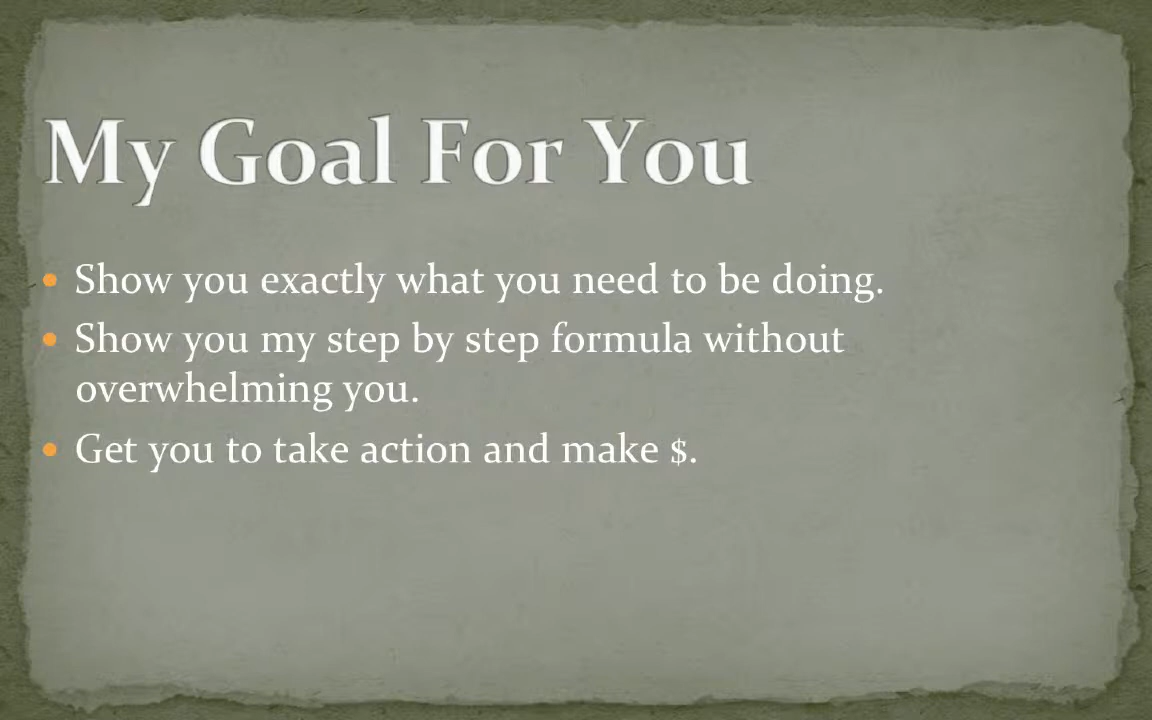 My Goal For You
• Show you exactly what you need to be doing.
• Show you my step by step formula without
overwhelming you.
• Get you to take action and make $.